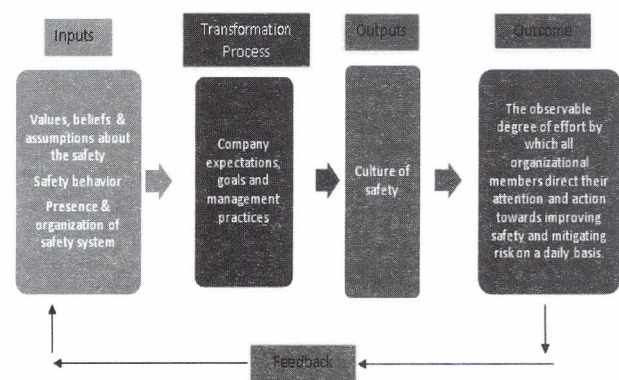 Inputs
Transformation
Process
Outputs
Outcome
Values, beliefs &
assumptions about
the safety
Safety behavior
Presence &
organization of
safety system
Company
expectations,
goals and
management
practices
Culture of
safety
The observable
degree of effort by
which all
organizational
members direct their
attention and action
towards improving
safety and mitigating
risk on a daily basis.
Feedback